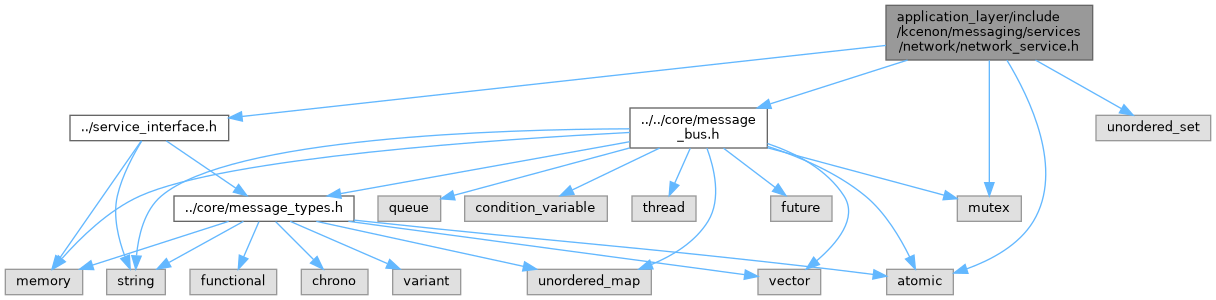 application_layer/include
/kcenon/messaging/services
/network/network_service.h
../service_interface.h
../../core/message
_bus.h
unordered_set
../core/message_types.h
queue
condition_variable
thread
future
mutex
memory
string
functional
chrono
variant
unordered_map
vector
atomic